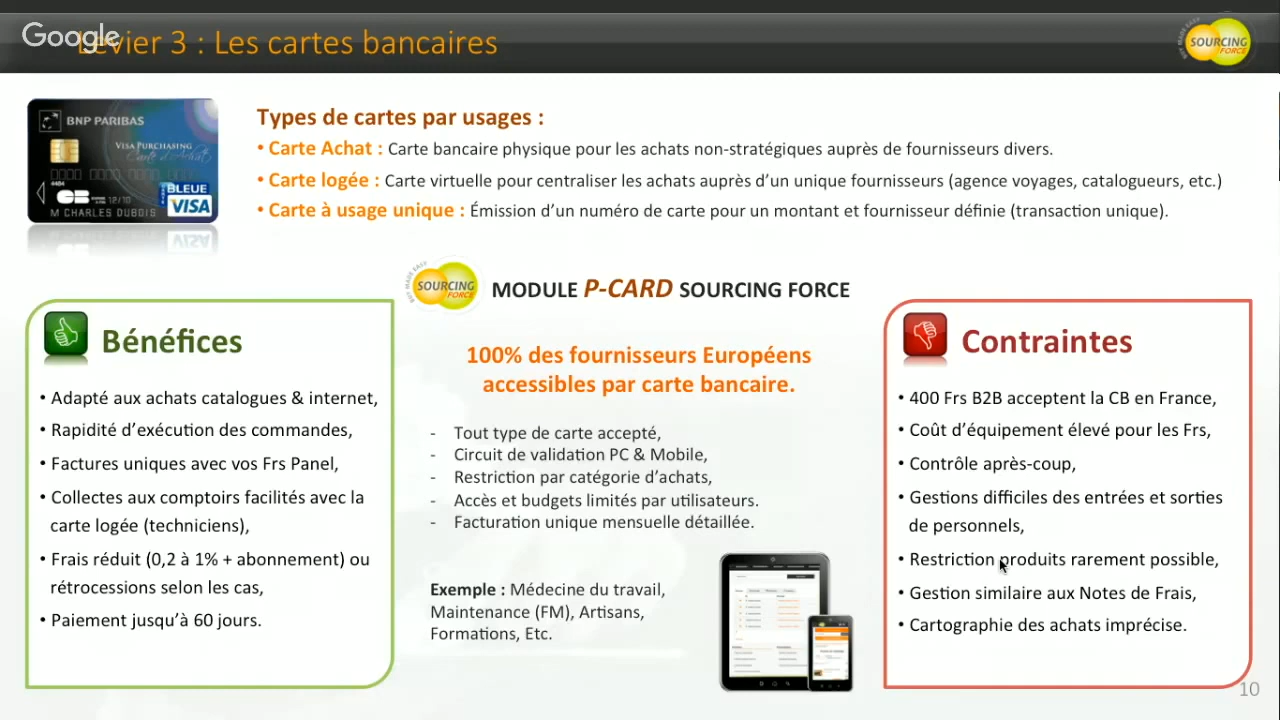 Google
Levier 3 : Les cartes bancaires
SOURCING
FORCE
BNP PARIBAS
VISA PURCHASING
Carte d'Achat
BLEUE
VISA
CB
4484
12/10
M CHARLES DUBOIS
Types de cartes par usages :
• Carte Achat : Carte bancaire physique pour les achats non-stratégiques auprès de fournisseurs divers.
• Carte logée : Carte virtuelle pour centraliser les achats auprès d’un unique fournisseurs (agence voyages, catalogueurs, etc.)
• Carte à usage unique : Émission d’un numéro de carte pour un montant et fournisseur définie (transaction unique).
BUY MADE EASY
SOURCING
FORCE
MODULE P-CARD SOURCING FORCE
Bénéfices
• Adapté aux achats catalogues & internet,
• Rapidité d’exécution des commandes,
• Factures uniques avec vos Frs Panel,
• Collectes aux comptoirs facilités avec la
carte logée (techniciens),
• Frais réduit (0,2 à 1% + abonnement) ou
rétrocessions selon les cas,
• Paiement jusqu’à 60 jours.
100% des fournisseurs Européens
accessibles par carte bancaire.
- Tout type de carte accepté,
- Circuit de validation PC & Mobile,
- Restriction par catégorie d’achats,
- Accès et budgets limités par utilisateurs.
- Facturation unique mensuelle détaillée.
Exemple : Médecine du travail,
Maintenance (FM), Artisans,
Formations, Etc.
Contraintes
• 400 Frs B2B acceptent la CB en France,
• Coût d’équipement élevé pour les Frs,
• Contrôle après-coup,
• Gestions difficiles des entrées et sorties
de personnels,
• Restriction produits rarement possible,
• Gestion similaire aux Notes de Frais,
• Cartographie des achats imprécise.
10